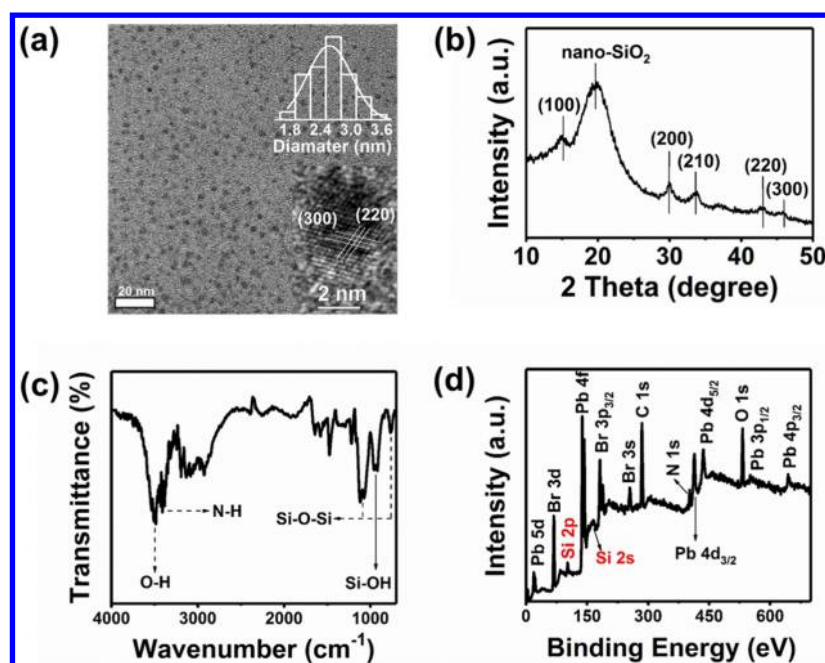 (a)
1.8 2.4 3.0 3.6
Diamater (nm)
(300)
(220)
20 nm
2 nm
(b)
Intensity (a.u.)
nano-SiO2
(100)
(200)
(210)
(220)
(300)
10 20 30 40 50
2 Theta (degree)
(c)
Transmittance (%)
N-H
O-H
Si-O-Si
Si-OH
4000 3000 2000 1000
Wavenumber (cm-1)
(d)
Intensity (a.u.)
Pb 5d
Br 3d
Si 2p
Pb 4f
Si 2s
Br 3p3/2
Br 3s
C 1s
N 1s
Pb 4d3/2
Pb 4d5/2
O 1s
Pb 3p1/2
Pb 4p3/2
0 150 300 450 600
Binding Energy (eV)